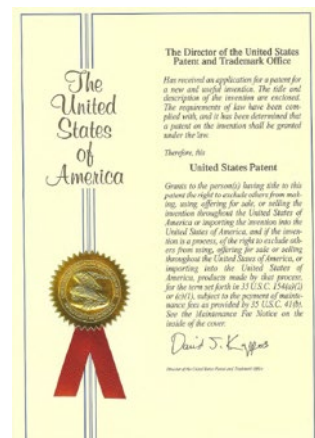 The
United
States
of
America
The Director of the United States
Patent and Trademark Office
Has received an application for a patent for
a new and useful invention. The title and
description of the invention are enclosed.
The requirements of law have been com-
plied with, and it has been determined that
a patent on the invention shall be granted
under the law.
Therefore, this
United States Patent
Grants to the person(s) having title to this
patent the right to exclude others from mak-
ing, using, offering for sale, or selling the
invention throughout the United States of
America or importing the invention into the
United States of America, and if the inven-
tion is a process, of the right to exclude oth-
ers from using, offering for sale or selling
throughout the United States of America, or
importing into the United States of
America, products made by that process,
for the term set forth in 35 U.S.C. 154(a)(2)
or (c)(1), subject to the payment of mainte-
nance fees as provided by 35 U.S.C. 41(b).
See the Maintenance Fee Notice on the
inside of the cover.
David J. Kappos
Director of the United States Patent and Trademark Office